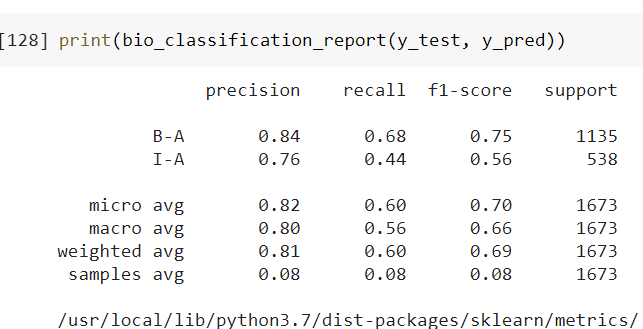 [128] print(bio_classification_report(y_test, y_pred))
precision recall f1-score support
B-A 0.84 0.68 0.75 1135
I-A 0.76 0.44 0.56 538
micro avg 0.82 0.60 0.70 1673
macro avg 0.80 0.56 0.66 1673
weighted avg 0.81 0.60 0.69 1673
samples avg 0.08 0.08 0.08 1673
/usr/local/lib/python3.7/dist-packages/sklearn/metrics/